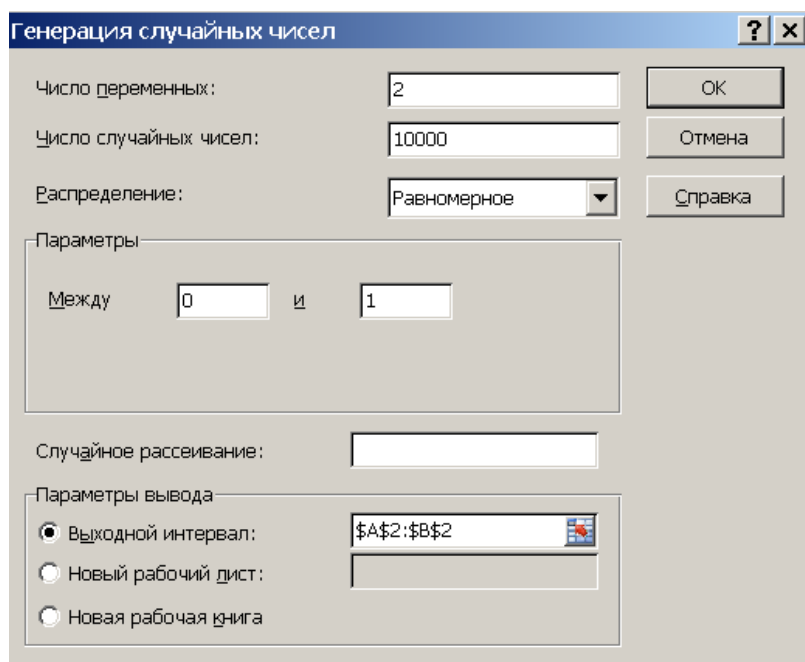 Генерация случайных чисел
Число переменных: 2 OK
Число случайных чисел: 10000 Отмена
Распределение: Равномерное Справка
Параметры
Между 0 и 1
Случайное рассеивание:
Параметры вывода
Выходной интервал: $A$2:$B$2
Новый рабочий лист:
Новая рабочая книга